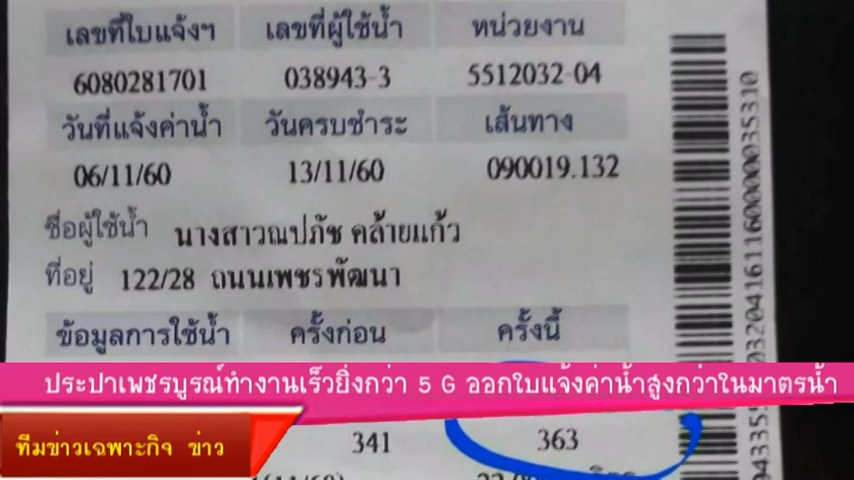 เลขที่ใบแจ้งฯ เลขที่ผู้ใช้น้ำ หน่วยงาน
6080281701 038943-3 5512032-04
วันที่แจ้งค่าน้ำ วันครบชำระ เส้นทาง
06/11/60 13/11/60 090019.132
ชื่อผู้ใช้น้ำ นางสาวณปภัช คล้ายแก้ว
ที่อยู่ 122/28 ถนนเพชรพัฒนา
ข้อมูลการใช้น้ำ ครั้งก่อน ครั้งนี้
ประปาเพชรบูรณ์ทำงานเร็วยิ่งกว่า 5 G ออกใบแจ้งค่าน้ำสูงกว่าในมาตรน้ำ
ทีมข่าวเฉพาะกิจ ข่าว
341 363